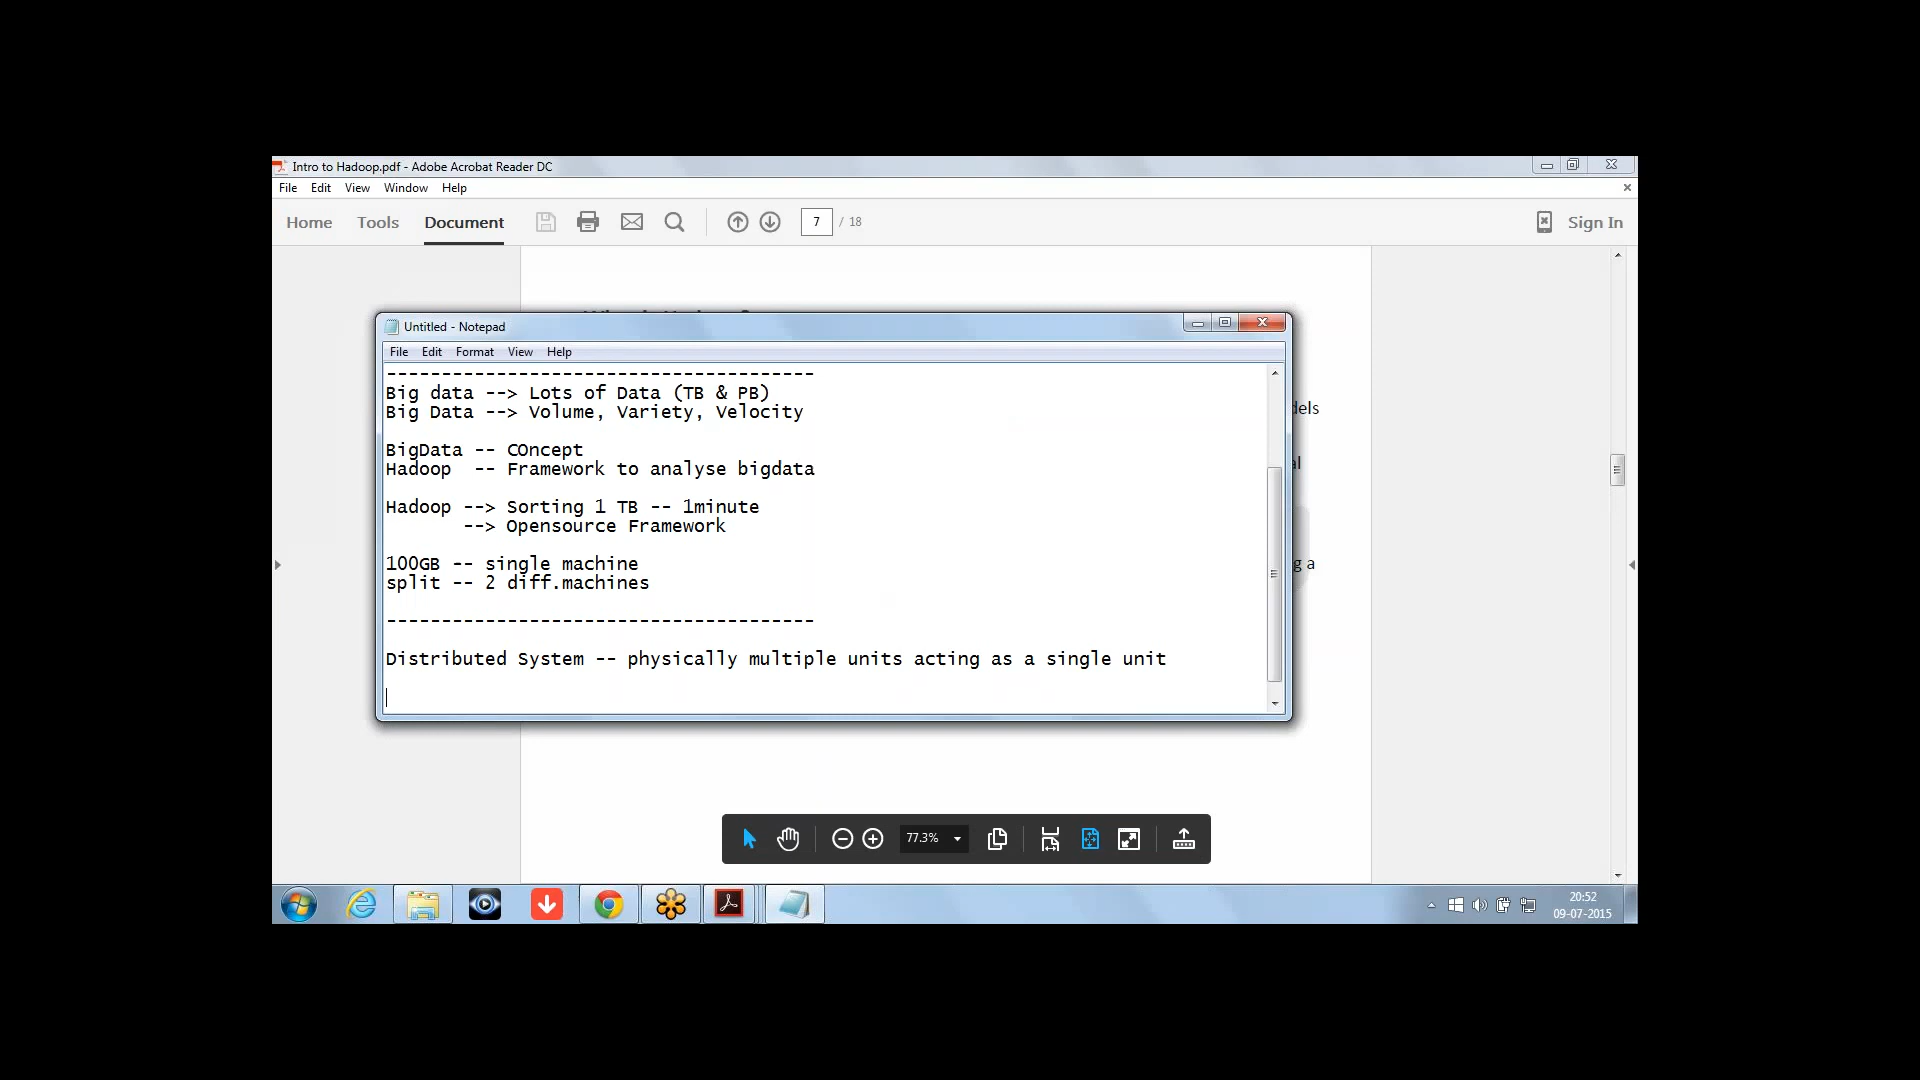 Intro to Hadoop.pdf - Adobe Acrobat Reader DC
File Edit View Window Help
Home Tools Document 7 / 18 Sign In
Untitled - Notepad
File Edit Format View Help
---------------------------------------
Big data --> Lots of Data (TB & PB)
Big Data --> Volume, Variety, Velocity
BigData -- COncept
Hadoop -- Framework to analyse bigdata
Hadoop --> Sorting 1 TB -- 1minute
--> Opensource Framework
100GB -- single machine
split -- 2 diff.machines
---------------------------------------
Distributed System -- physically multiple units acting as a single unit
g a
77.3%
20:52
09-07-2015